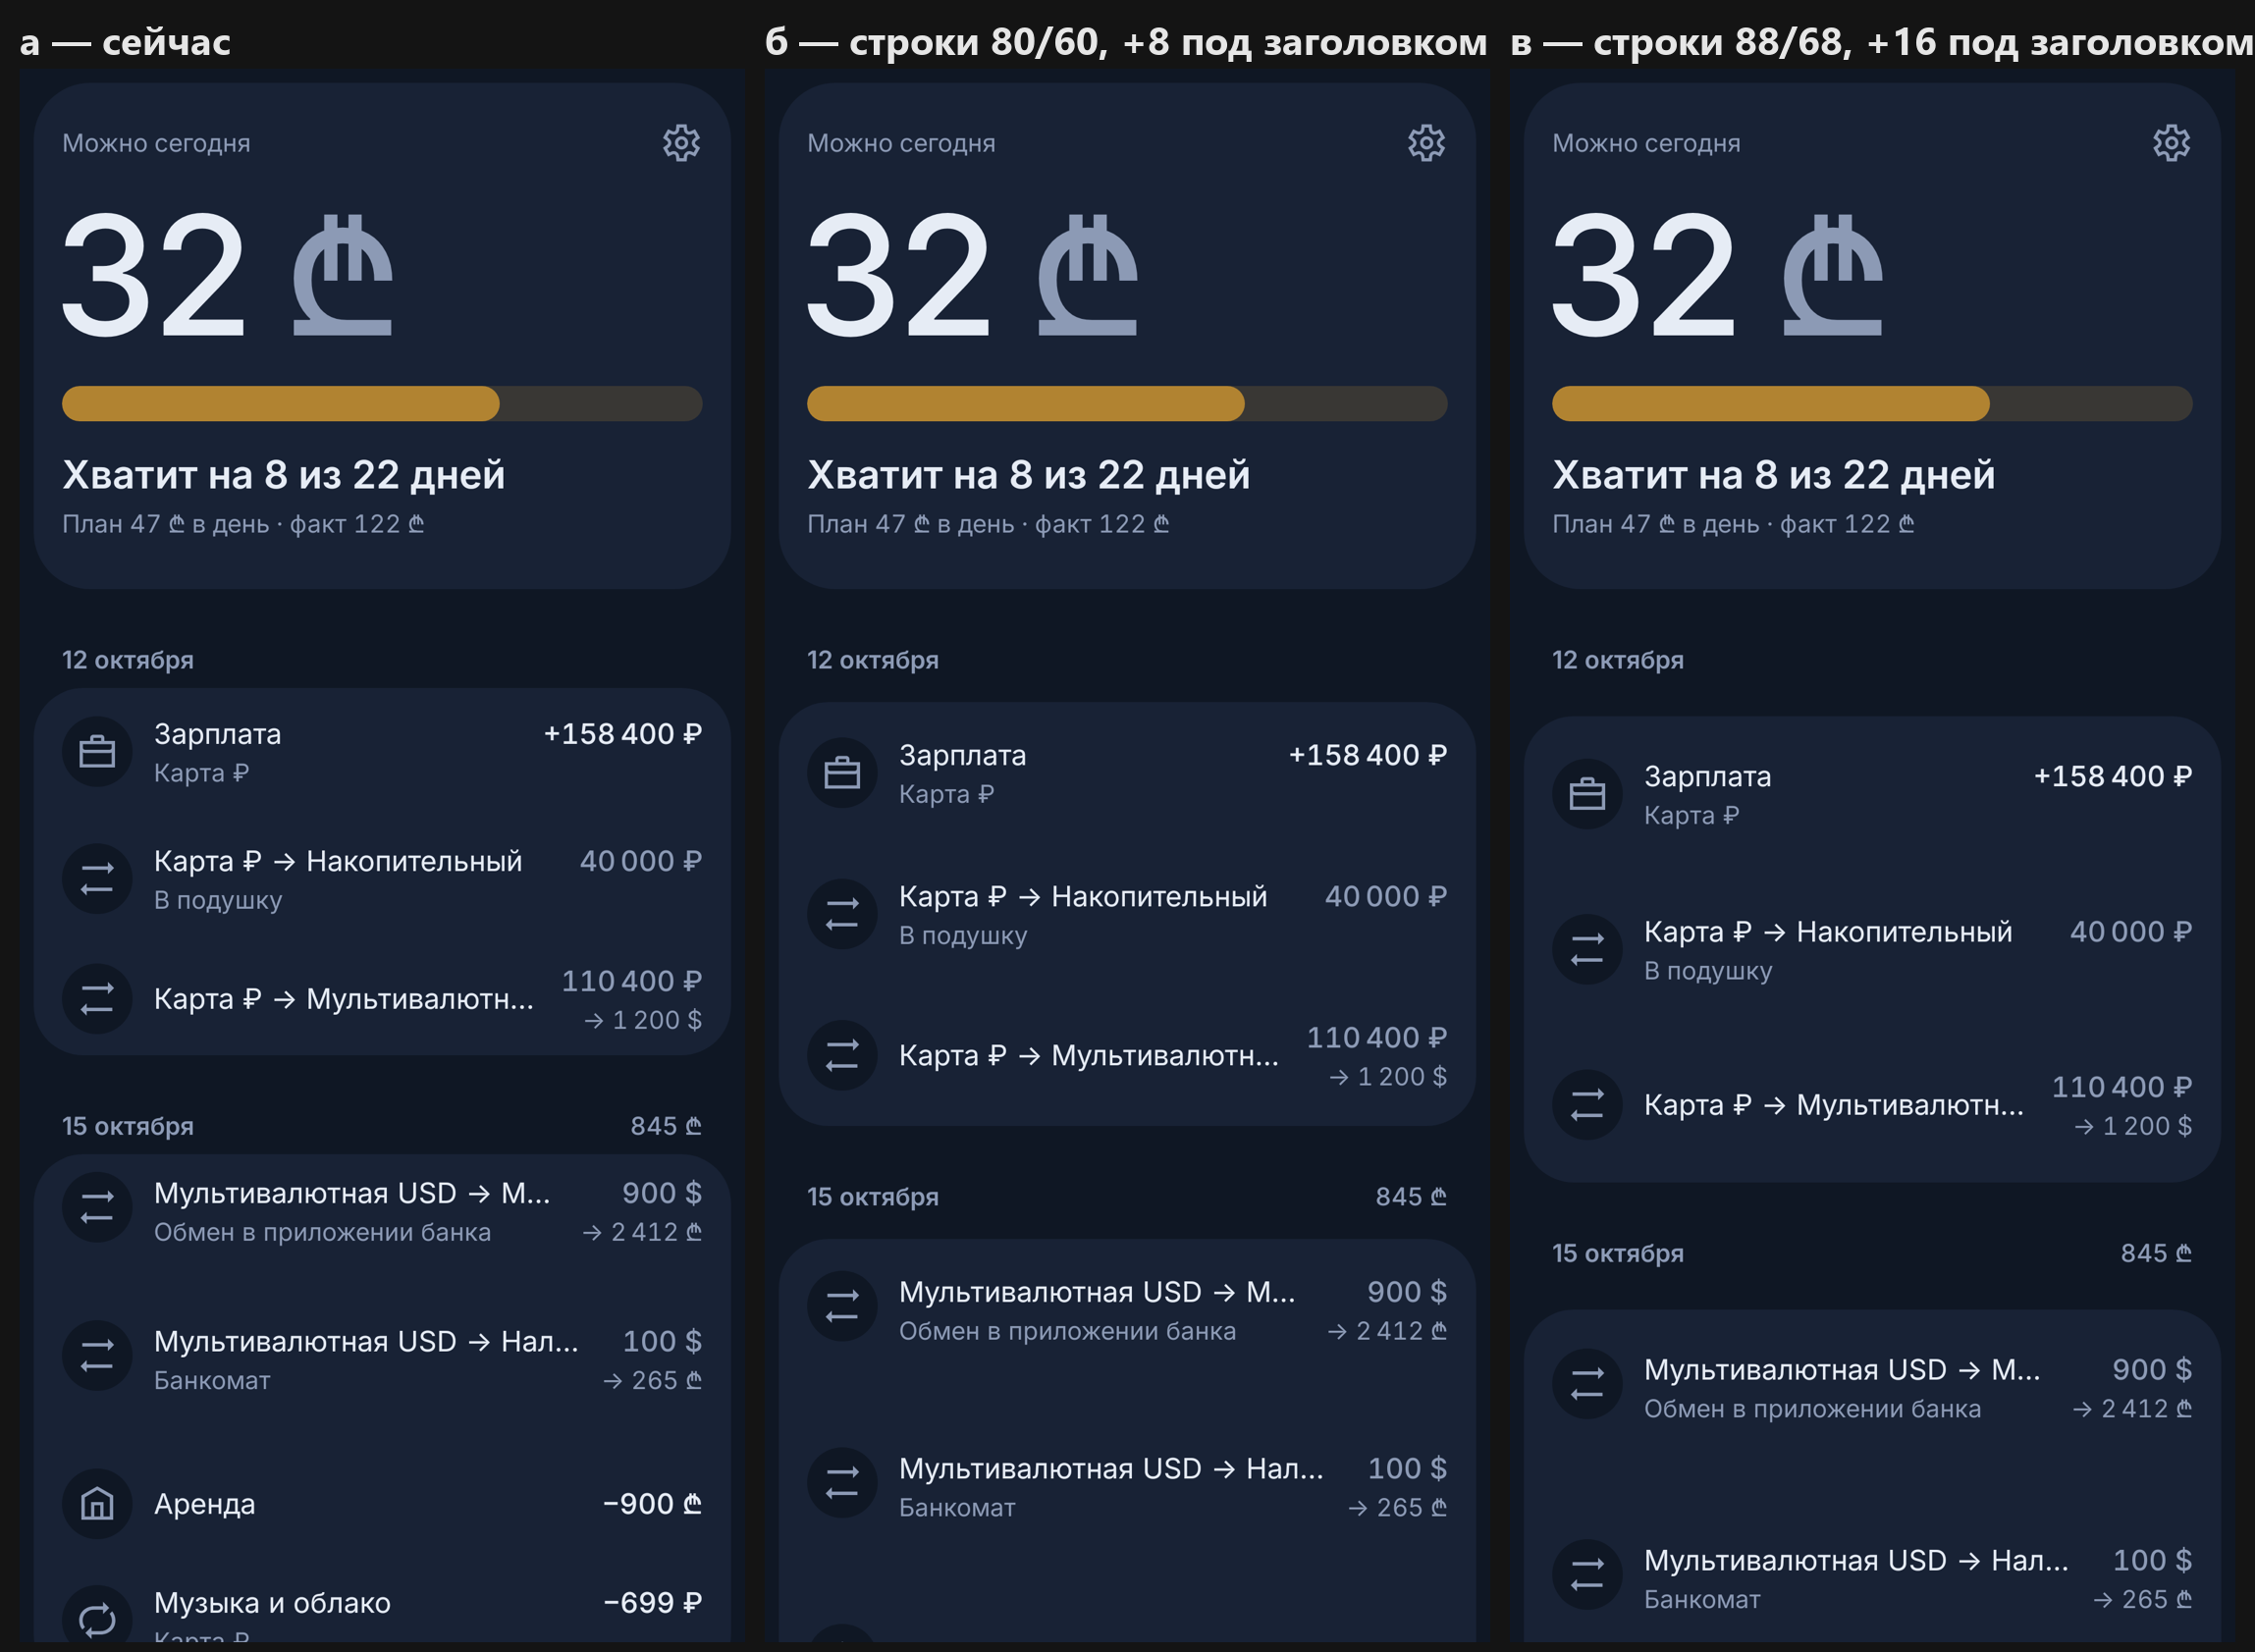 а — сейчас
Можно сегодня
32 ₾
Хватит на 8 из 22 дней
План 47 ₾ в день · факт 122 ₾
12 октября
Зарплата +158 400 ₽
Карта ₽
Карта ₽ → Накопительный 40 000 ₽
В подушку
Карта ₽ → Мультивалютн... 110 400 ₽
→ 1 200 $
15 октября 845 ₾
Мультивалютная USD → М... 900 $
Обмен в приложении банка → 2 412 ₾
Мультивалютная USD → Нал... 100 $
Банкомат → 265 ₾
Аренда −900 ₾
Музыка и облако −699 ₽
Карта ₽
б — строки 80/60, +8 под заголовком
Можно сегодня
32 ₾
Хватит на 8 из 22 дней
План 47 ₾ в день · факт 122 ₾
12 октября
Зарплата +158 400 ₽
Карта ₽
Карта ₽ → Накопительный 40 000 ₽
В подушку
Карта ₽ → Мультивалютн... 110 400 ₽
→ 1 200 $
15 октября 845 ₾
Мультивалютная USD → М... 900 $
Обмен в приложении банка → 2 412 ₾
Мультивалютная USD → Нал... 100 $
Банкомат → 265 ₾
в — строки 88/68, +16 под заголовком
Можно сегодня
32 ₾
Хватит на 8 из 22 дней
План 47 ₾ в день · факт 122 ₾
12 октября
Зарплата +158 400 ₽
Карта ₽
Карта ₽ → Накопительный 40 000 ₽
В подушку
Карта ₽ → Мультивалютн... 110 400 ₽
→ 1 200 $
15 октября 845 ₾
Мультивалютная USD → М... 900 $
Обмен в приложении банка → 2 412 ₾
Мультивалютная USD → Нал... 100 $
Банкомат → 265 ₾